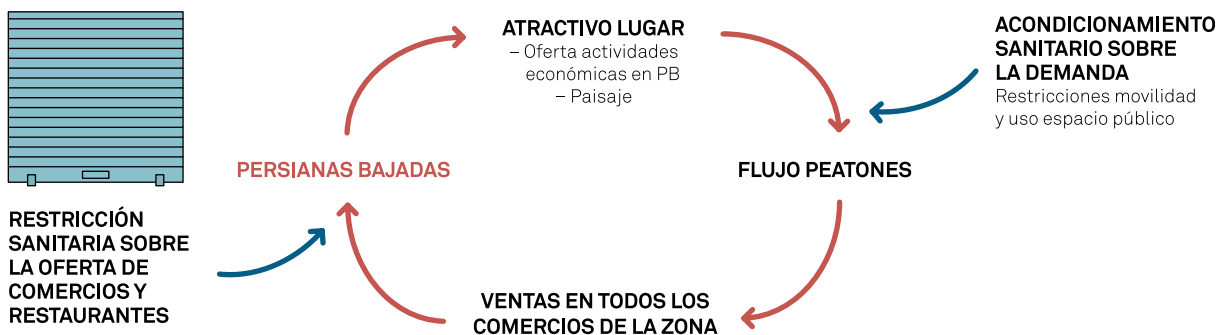 ATRACTIVO LUGAR
– Oferta actividades
económicas en PB
– Paisaje
ACONDICIONAMIENTO
SANITARIO SOBRE
LA DEMANDA
Restricciones movilidad
y uso espacio público
PERSIANAS BAJADAS
FLUJO PEATONES
RESTRICCIÓN
SANITARIA SOBRE
LA OFERTA DE
COMERCIOS Y
RESTAURANTES
VENTAS EN TODOS LOS
COMERCIOS DE LA ZONA